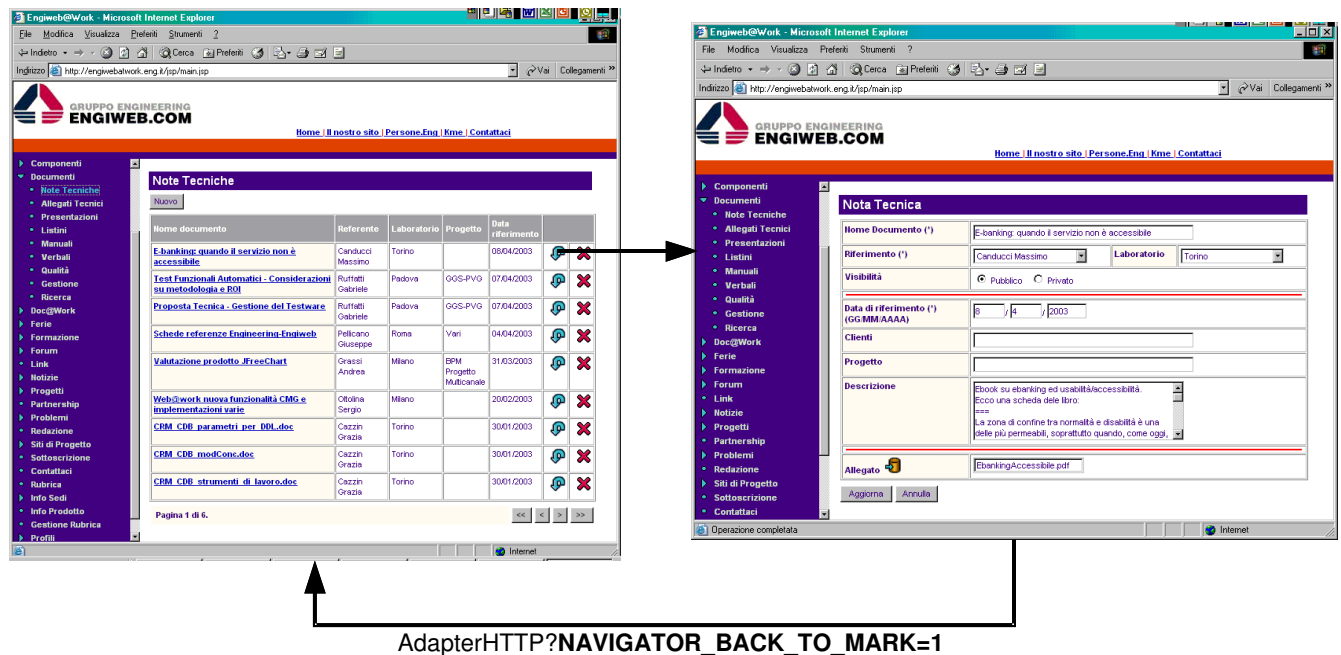 Engiweb@Work - Microsoft Internet Explorer
File Modifica Visualizza Preferiti Strumenti ?
Indietro Cerca Preferiti
Indirizzo http://engiwebatwork.eng.it/jsp/main.jsp Vai Collegamenti »
GRUPPO ENGINEERING
ENGIWEB.COM
Home | Il nostro sito | Persone.Eng | Kme | Contattaci
Componenti
Documenti
Note Tecniche
Allegati Tecnici
Presentazioni
Listini
Manuali
Verbali
Qualità
Gestione
Ricerca
Doc@Work
Ferie
Formazione
Forum
Link
Notizie
Progetti
Partnership
Problemi
Redazione
Siti di Progetto
Sottoscrizione
Contattaci
Rubrica
Info Sedi
Info Prodotto
Gestione Rubrica
Profili
Note Tecniche
Nuovo
Nome documento Referente Laboratorio Progetto Data riferimento
E-banking: quando il servizio non è accessibile Canducci Massimo Torino 08/04/2003
Test Funzionali Automatici - Considerazioni su metodologia e ROI Ruffatti Gabriele Padova GGS-PVG 07/04/2003
Proposta Tecnica - Gestione del Testware Ruffatti Gabriele Padova GGS-PVG 07/04/2003
Schede referenze Engineering-Engiweb Pellicano Giuseppe Roma Vari 04/04/2003
Valutazione prodotto JFreeChart Grassi Andrea Milano BPM Progetto Multicanale 31/03/2003
Web@work nuova funzionalità CMG e implementazioni varie Ottolina Sergio Milano 20/02/2003
CRM_CDB_parametri_per_DDL.doc Cazzin Grazia Torino 30/01/2003
CRM_CDB_modConc.doc Cazzin Grazia Torino 30/01/2003
CRM_CDB_strumenti_di_lavoro.doc Cazzin Grazia Torino 30/01/2003
Pagina 1 di 6. << < > >>
Internet
Engiweb@Work - Microsoft Internet Explorer
File Modifica Visualizza Preferiti Strumenti ?
Indietro Cerca Preferiti
Indirizzo http://engiwebatwork.eng.it/jsp/main.jsp Vai Collegamenti »
GRUPPO ENGINEERING
ENGIWEB.COM
Home | Il nostro sito | Persone.Eng | Kme | Contattaci
Componenti
Documenti
Note Tecniche
Allegati Tecnici
Presentazioni
Listini
Manuali
Verbali
Qualità
Gestione
Ricerca
Doc@Work
Ferie
Formazione
Forum
Link
Notizie
Progetti
Partnership
Problemi
Redazione
Siti di Progetto
Sottoscrizione
Contattaci
Nota Tecnica
Nome Documento (*) E-banking: quando il servizio non è accessibile
Riferimento (*) Canducci Massimo Laboratorio Torino
Visibilità Pubblico Privato
Data di riferimento (*) (GG/MM/AAAA) 8 / 4 / 2003
Clienti
Progetto
Descrizione
Ebook su ebanking ed usabilità/accessibilità.
Ecco una scheda dele libro:
===
La zona di confine tra normalità e disabilità è una
delle più permeabili, soprattutto quando, come oggi,
Allegato EbankingAccessibile.pdf
Aggiorna Annulla
Operazione completata Internet
AdapterHTTP?NAVIGATOR_BACK_TO_MARK=1